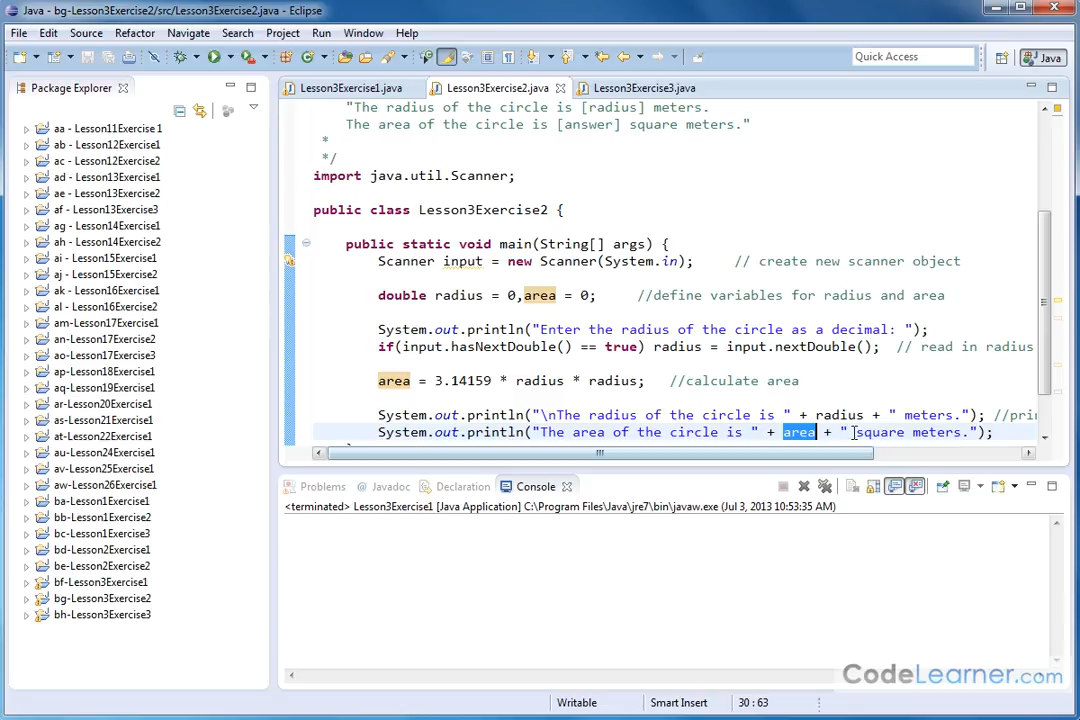 Java - bg-Lesson3Exercise2/src/Lesson3Exercise2.java - Eclipse
File Edit Source Refactor Navigate Search Project Run Window Help
Quick Access Java
Package Explorer
Lesson3Exercise1.java Lesson3Exercise2.java Lesson3Exercise3.java
aa - Lesson11Exercise1
ab - Lesson12Exercise1
ac - Lesson12Exercise2
ad - Lesson13Exercise1
ae - Lesson13Exercise2
af - Lesson13Exercise3
ag - Lesson14Exercise1
ah - Lesson14Exercise2
ai - Lesson15Exercise1
aj - Lesson15Exercise2
ak - Lesson16Exercise1
al - Lesson16Exercise2
am-Lesson17Exercise1
an-Lesson17Exercise2
ao-Lesson17Exercise3
ap-Lesson18Exercise1
aq-Lesson19Exercise1
ar-Lesson20Exercise1
as-Lesson21Exercise1
at-Lesson22Exercise1
au-Lesson24Exercise1
av-Lesson25Exercise1
aw-Lesson26Exercise1
ba-Lesson1Exercise1
bb-Lesson1Exercise2
bc-Lesson1Exercise3
bd-Lesson2Exercise1
be-Lesson2Exercise2
bf-Lesson3Exercise1
bg-Lesson3Exercise2
bh-Lesson3Exercise3
"The radius of the circle is [radius] meters.
The area of the circle is [answer] square meters."
*
*/
import java.util.Scanner;
public class Lesson3Exercise2 {
public static void main(String[] args) {
Scanner input = new Scanner(System.in); // create new scanner object
double radius = 0,area = 0; //define variables for radius and area
System.out.println("Enter the radius of the circle as a decimal: ");
if(input.hasNextDouble() == true) radius = input.nextDouble(); // read in radius
area = 3.14159 * radius * radius; //calculate area
System.out.println("\nThe radius of the circle is " + radius + " meters."); //prin
System.out.println("The area of the circle is " + area + " square meters.");
Problems @ Javadoc Declaration Console
<terminated> Lesson3Exercise1 [Java Application] C:\Program Files\Java\jre7\bin\javaw.exe (Jul 3, 2013 10:53:35 AM)
CodeLearner.com
Writable Smart Insert 30 : 63